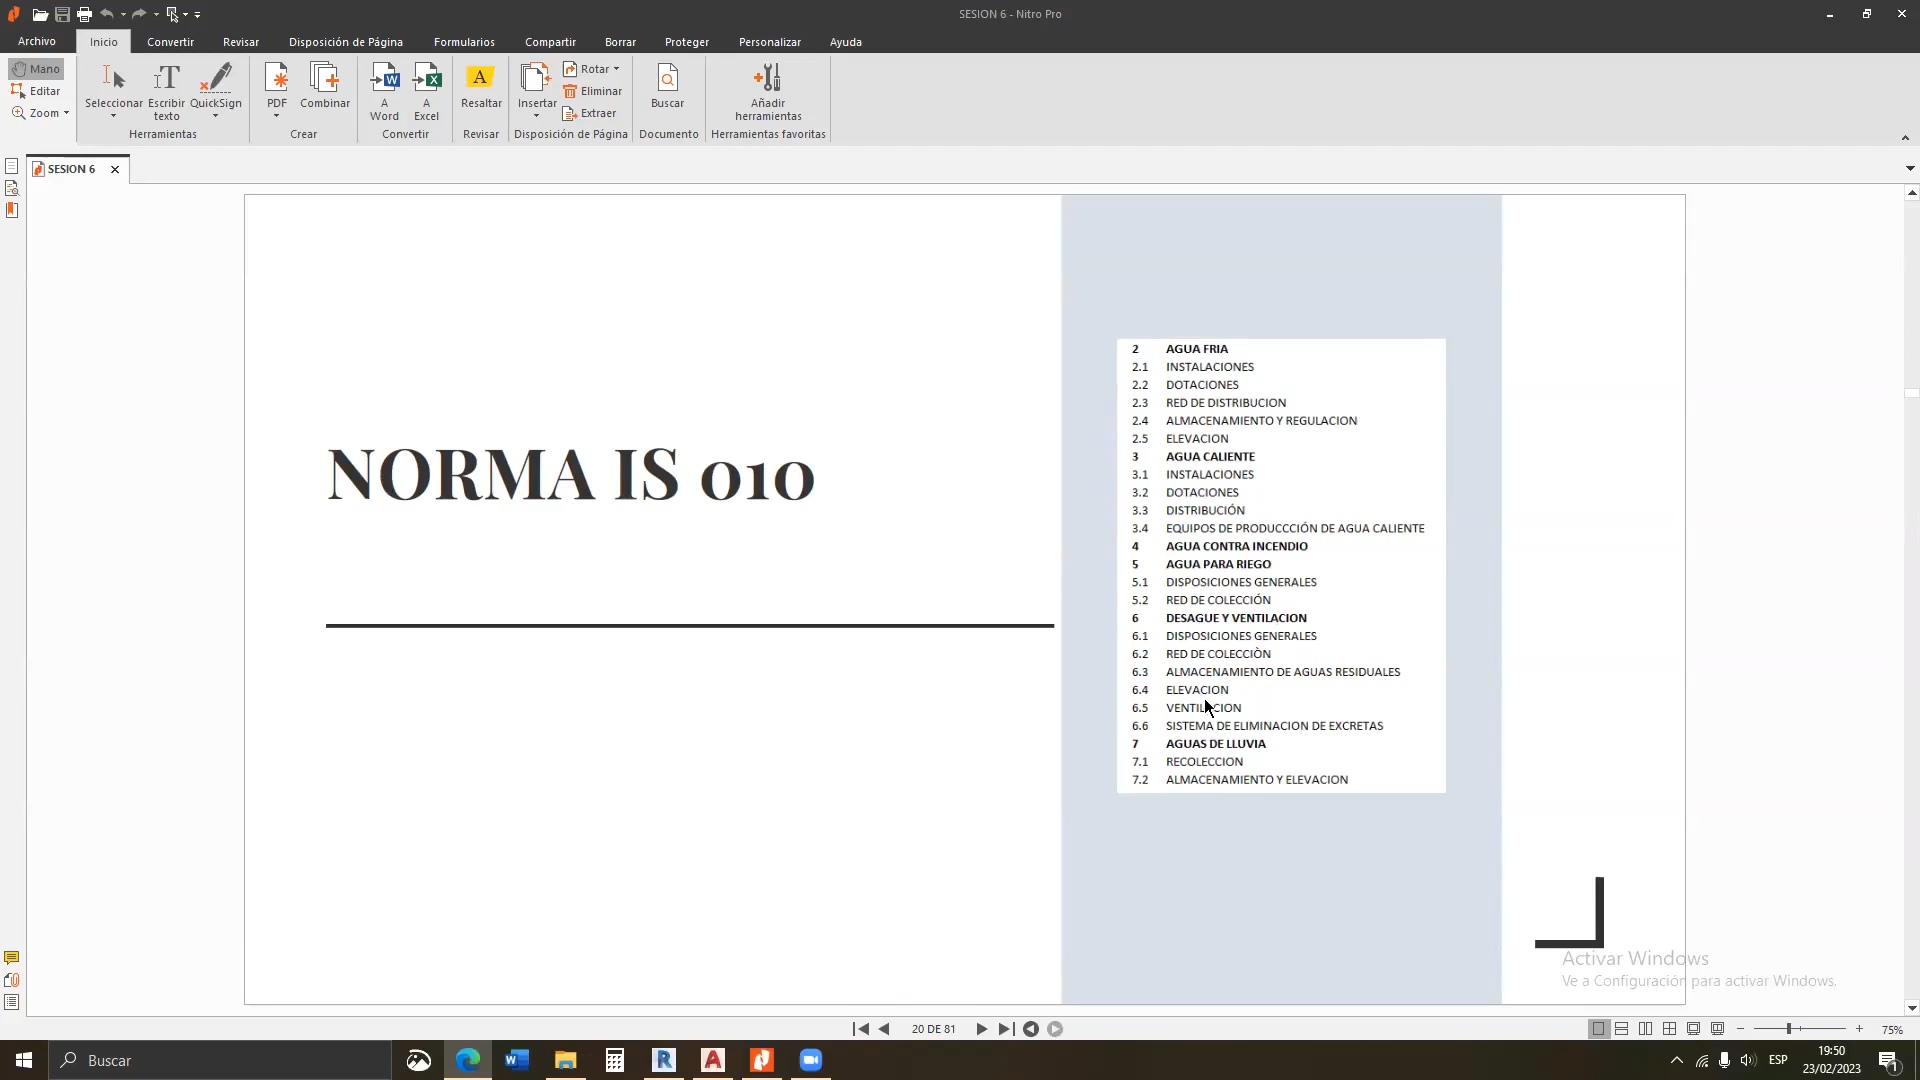 SESION 6 - Nitro Pro
Archivo
Inicio
Convertir
Revisar
Disposición de Página
Formularios
Compartir
Borrar
Proteger
Personalizar
Ayuda
Mano
Editar
Zoom
Seleccionar
Escribir
texto
QuickSign
Herramientas
PDF
Combinar
Crear
A
Word
A
Excel
Convertir
Resaltar
Revisar
Insertar
Rotar
Eliminar
Extraer
Disposición de Página
Buscar
Documento
Añadir
herramientas
Herramientas favoritas
SESION 6
NORMA IS 010
2 AGUA FRIA
2.1 INSTALACIONES
2.2 DOTACIONES
2.3 RED DE DISTRIBUCION
2.4 ALMACENAMIENTO Y REGULACION
2.5 ELEVACION
3 AGUA CALIENTE
3.1 INSTALACIONES
3.2 DOTACIONES
3.3 DISTRIBUCIÓN
3.4 EQUIPOS DE PRODUCCCIÓN DE AGUA CALIENTE
4 AGUA CONTRA INCENDIO
5 AGUA PARA RIEGO
5.1 DISPOSICIONES GENERALES
5.2 RED DE COLECCIÓN
6 DESAGUE Y VENTILACION
6.1 DISPOSICIONES GENERALES
6.2 RED DE COLECCIÒN
6.3 ALMACENAMIENTO DE AGUAS RESIDUALES
6.4 ELEVACION
6.5 VENTILACION
6.6 SISTEMA DE ELIMINACION DE EXCRETAS
7 AGUAS DE LLUVIA
7.1 RECOLECCION
7.2 ALMACENAMIENTO Y ELEVACION
Activar Windows
Ve a Configuración para activar Windows.
20 DE 81
75%
Buscar
ESP
19:50
23/02/2023
1